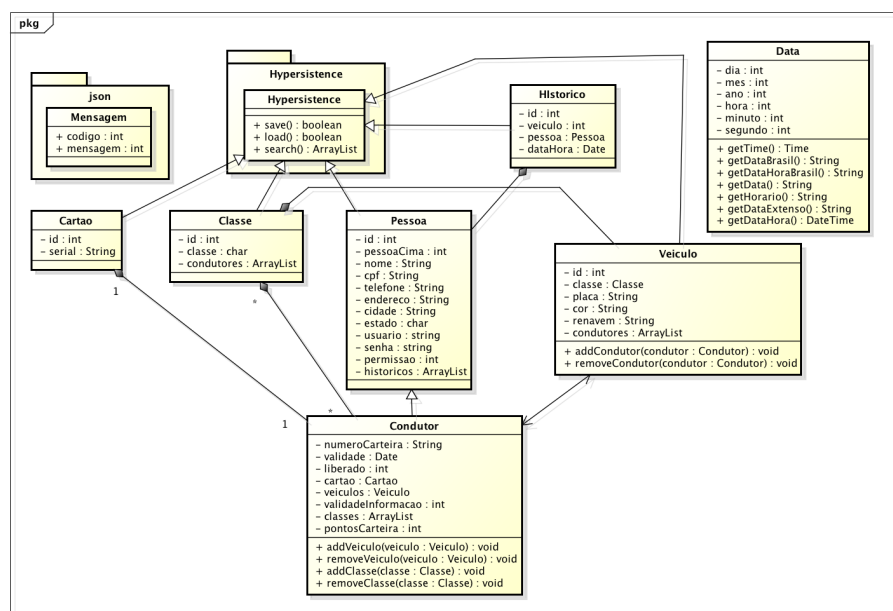 pkg
json
Mensagem
+ codigo : int
+ mensagem : int
Hypersistence
Hypersistence
+ save() : boolean
+ load() : boolean
+ search() : ArrayList
HIstorico
- id : int
- veiculo : int
- pessoa : Pessoa
- dataHora : Date
Data
- dia : int
- mes : int
- ano : int
- hora : int
- minuto : int
- segundo : int
+ getTime() : Time
+ getDataBrasil() : String
+ getDataHoraBrasil() : String
+ getData() : String
+ getHorario() : String
+ getDataExtenso() : String
+ getDataHora() : DateTime
Cartao
- id : int
- serial : String
Classe
- id : int
- classe : char
- condutores : ArrayList
Pessoa
- id : int
- pessoaCima : int
- nome : String
- cpf : String
- telefone : String
- endereco : String
- cidade : String
- estado : char
- usuario : string
- senha : string
- permissao : int
- historicos : ArrayList
Veiculo
- id : int
- classe : Classe
- placa : String
- cor : String
- renavem : String
- condutores : ArrayList
+ addCondutor(condutor : Condutor) : void
+ removeCondutor(condutor : Condutor) : void
1
*
*
1
Condutor
- numeroCarteira : String
- validade : Date
- liberado : int
- cartao : Cartao
- veiculos : Veiculo
- validadeInformacao : int
- classes : ArrayList
- pontosCarteira : int
+ addVeiculo(veiculo : Veiculo) : void
+ removeVeiculo(veiculo : Veiculo) : void
+ addClasse(classe : Classe) : void
+ removeClasse(classe : Classe) : void